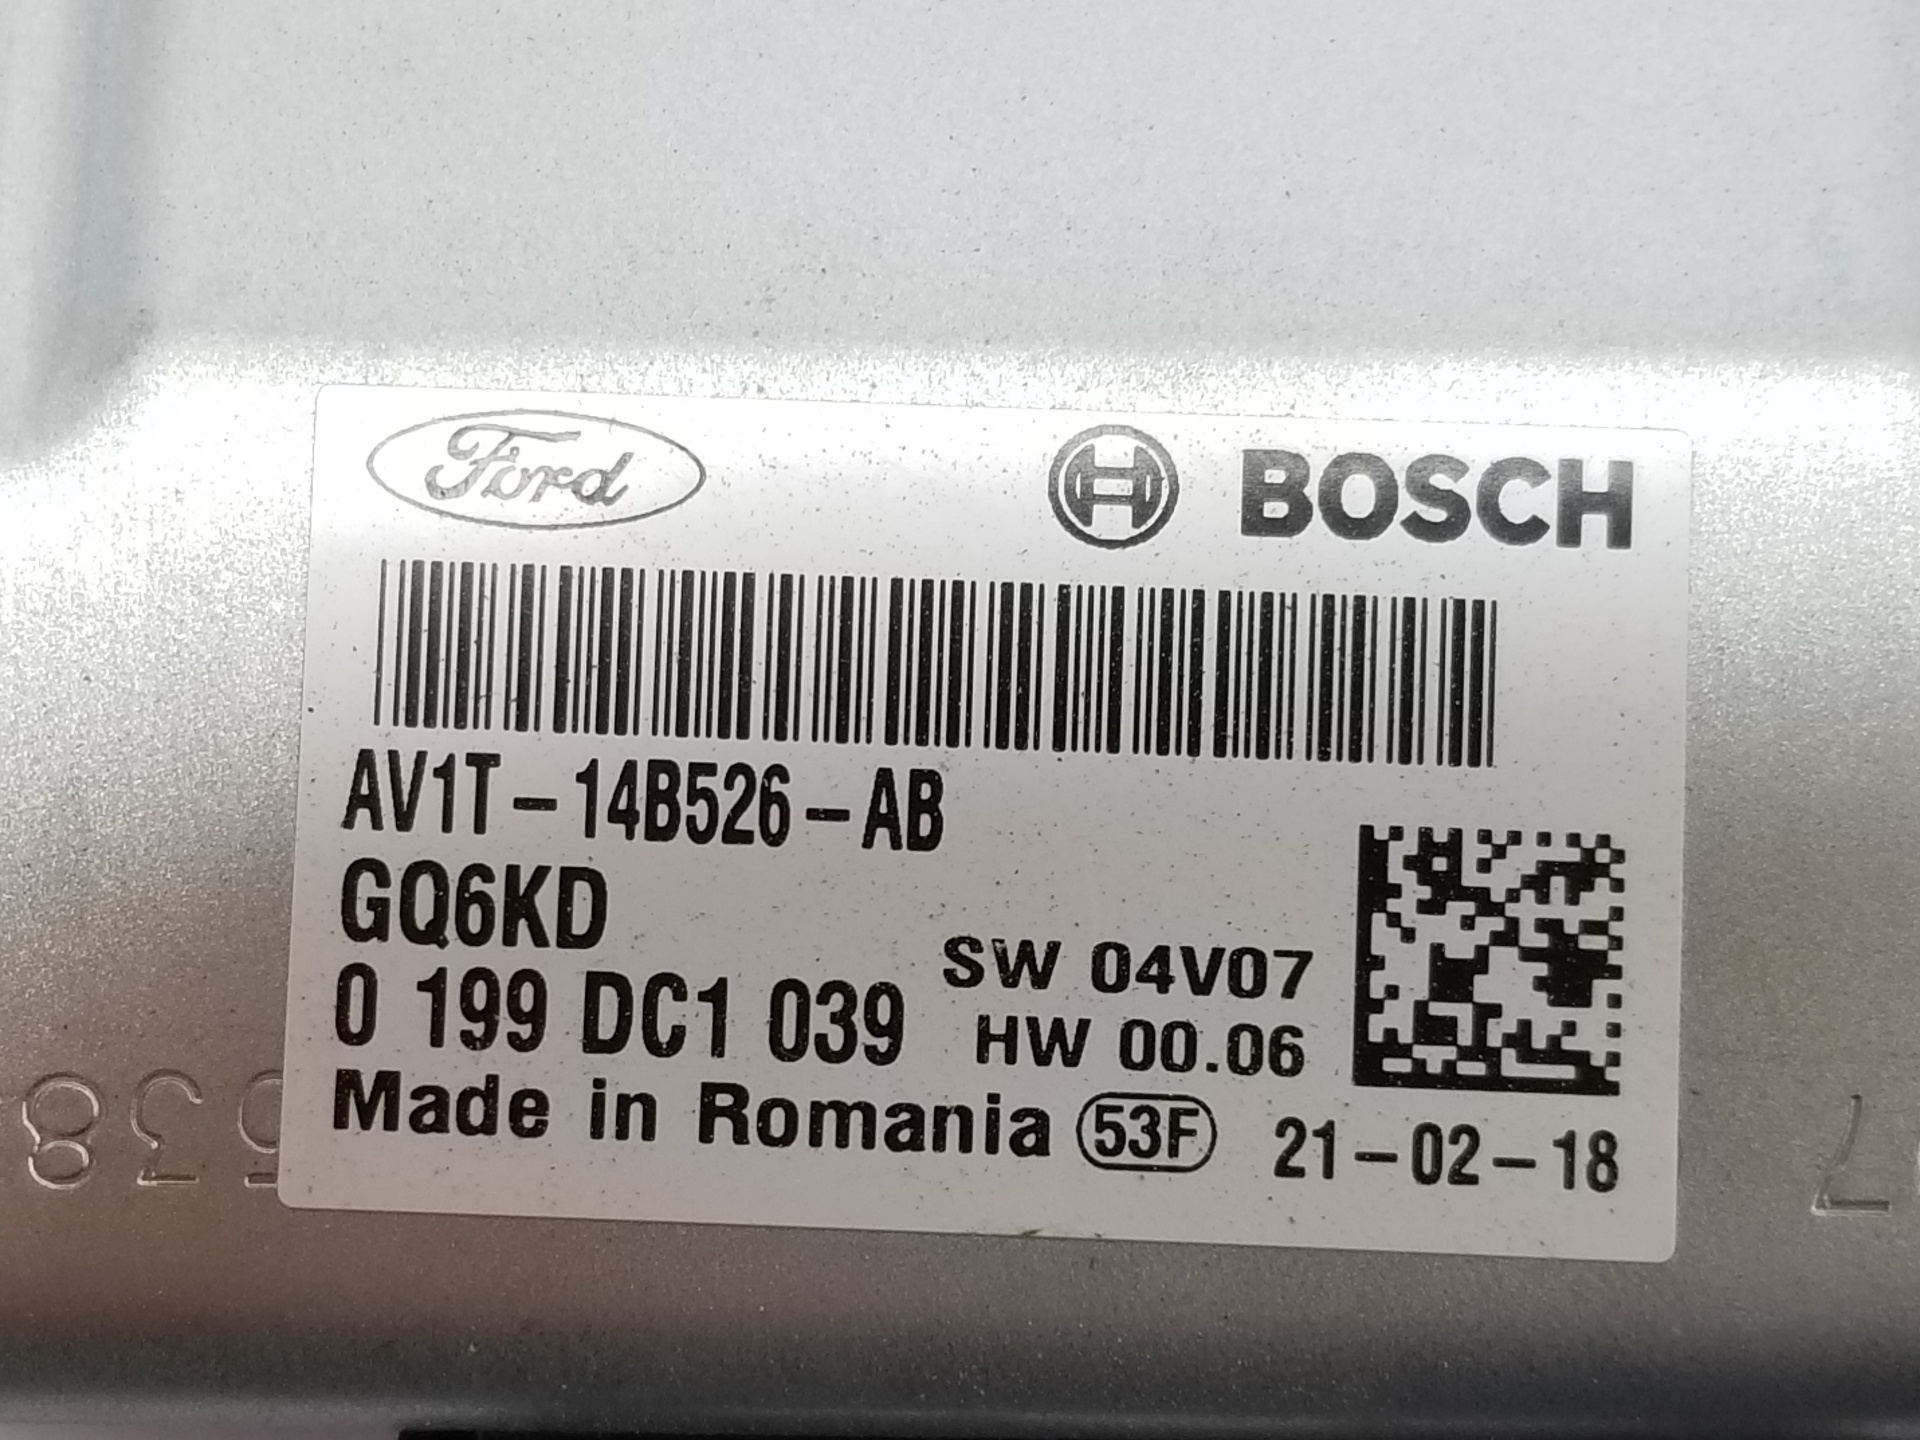 Ford BOSCH
AV1T-14B526-AB
GQ6KD
0 199 DC1 039
SW 04V07
HW 00.06
Made in Romania 53F 21-02-18